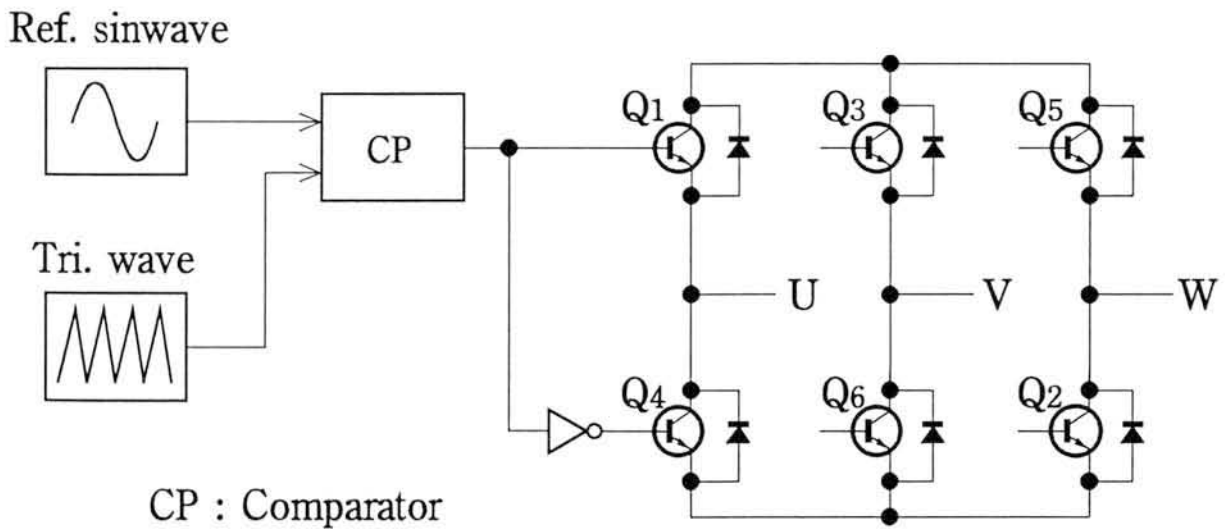 Ref. sinwave
CP
Q1
Q3
Q5
Tri. wave
U
V
W
Q4
Q6
Q2
CP : Comparator